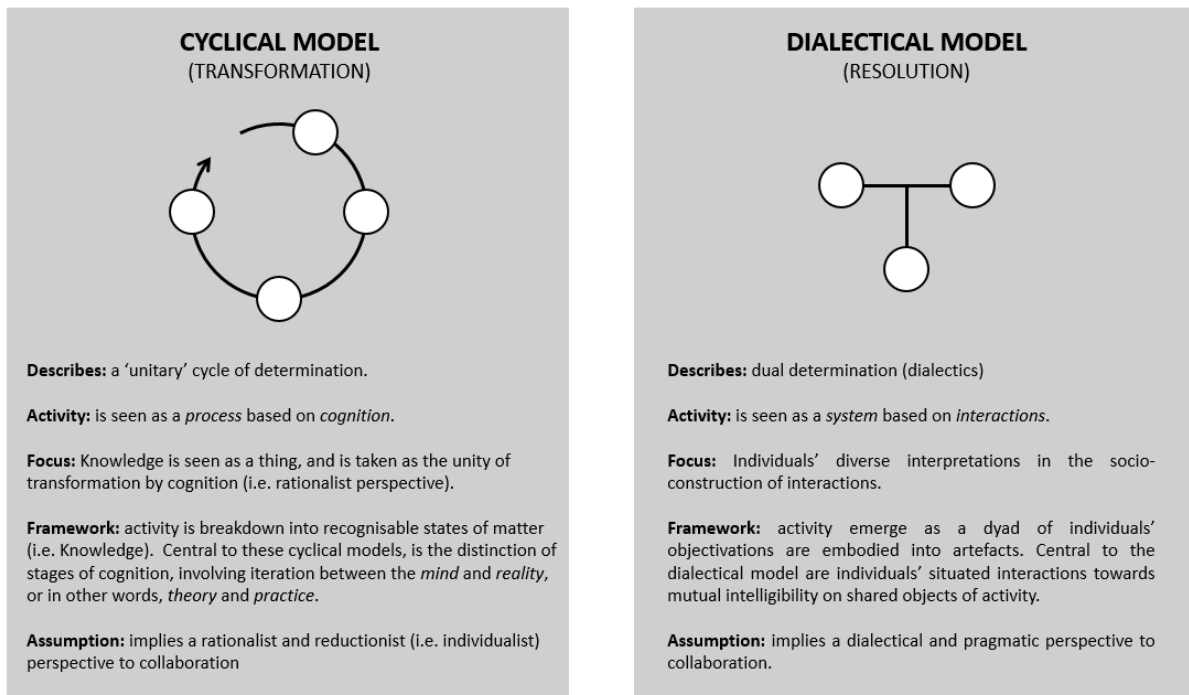 CYCLICAL MODEL
(TRANSFORMATION)
Describes: a ‘unitary’ cycle of determination.
Activity: is seen as a process based on cognition.
Focus: Knowledge is seen as a thing, and is taken as the unity of
transformation by cognition (i.e. rationalist perspective).
Framework: activity is breakdown into recognisable states of matter
(i.e. Knowledge). Central to these cyclical models, is the distinction of
stages of cognition, involving iteration between the mind and reality,
or in other words, theory and practice.
Assumption: implies a rationalist and reductionist (i.e. individualist)
perspective to collaboration
DIALECTICAL MODEL
(RESOLUTION)
Describes: dual determination (dialectics)
Activity: is seen as a system based on interactions.
Focus: Individuals’ diverse interpretations in the socio-
construction of interactions.
Framework: activity emerge as a dyad of individuals’
objectivations are embodied into artefacts. Central to the
dialectical model are individuals’ situated interactions towards
mutual intelligibility on shared objects of activity.
Assumption: implies a dialectical and pragmatic perspective to
collaboration.